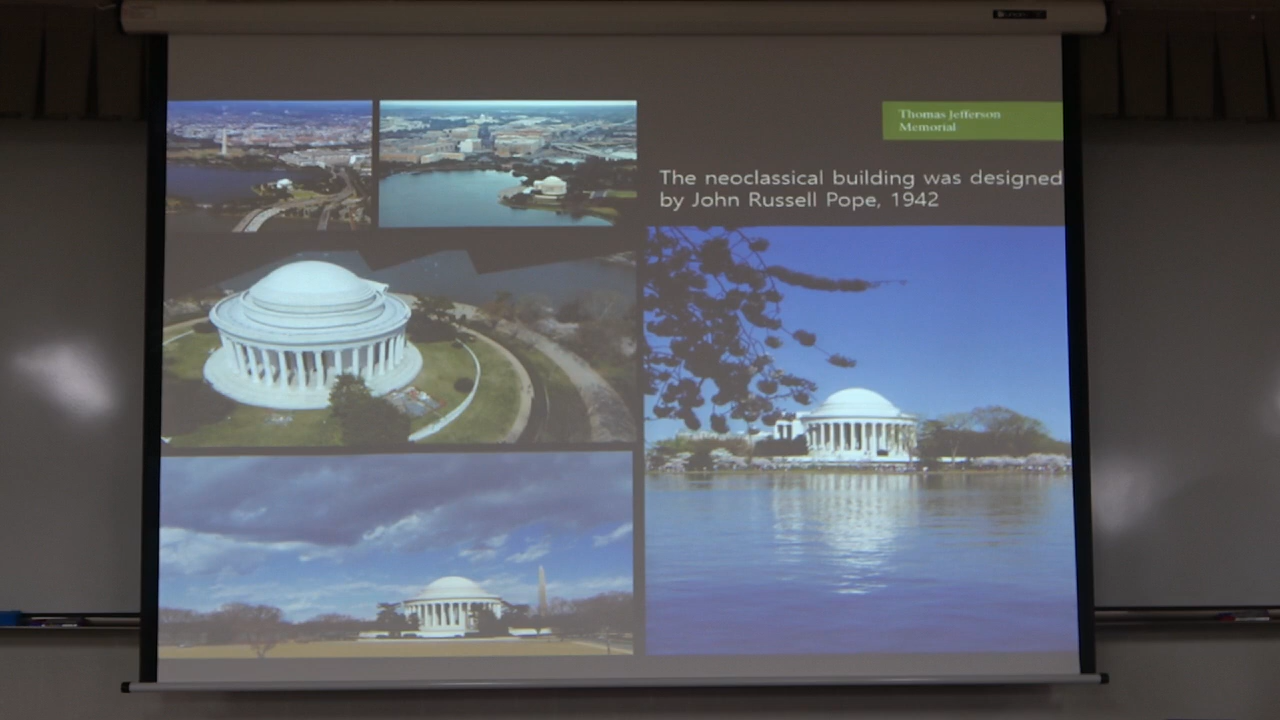 Thomas Jefferson
Memorial
The neoclassical building was designed
by John Russell Pope, 1942